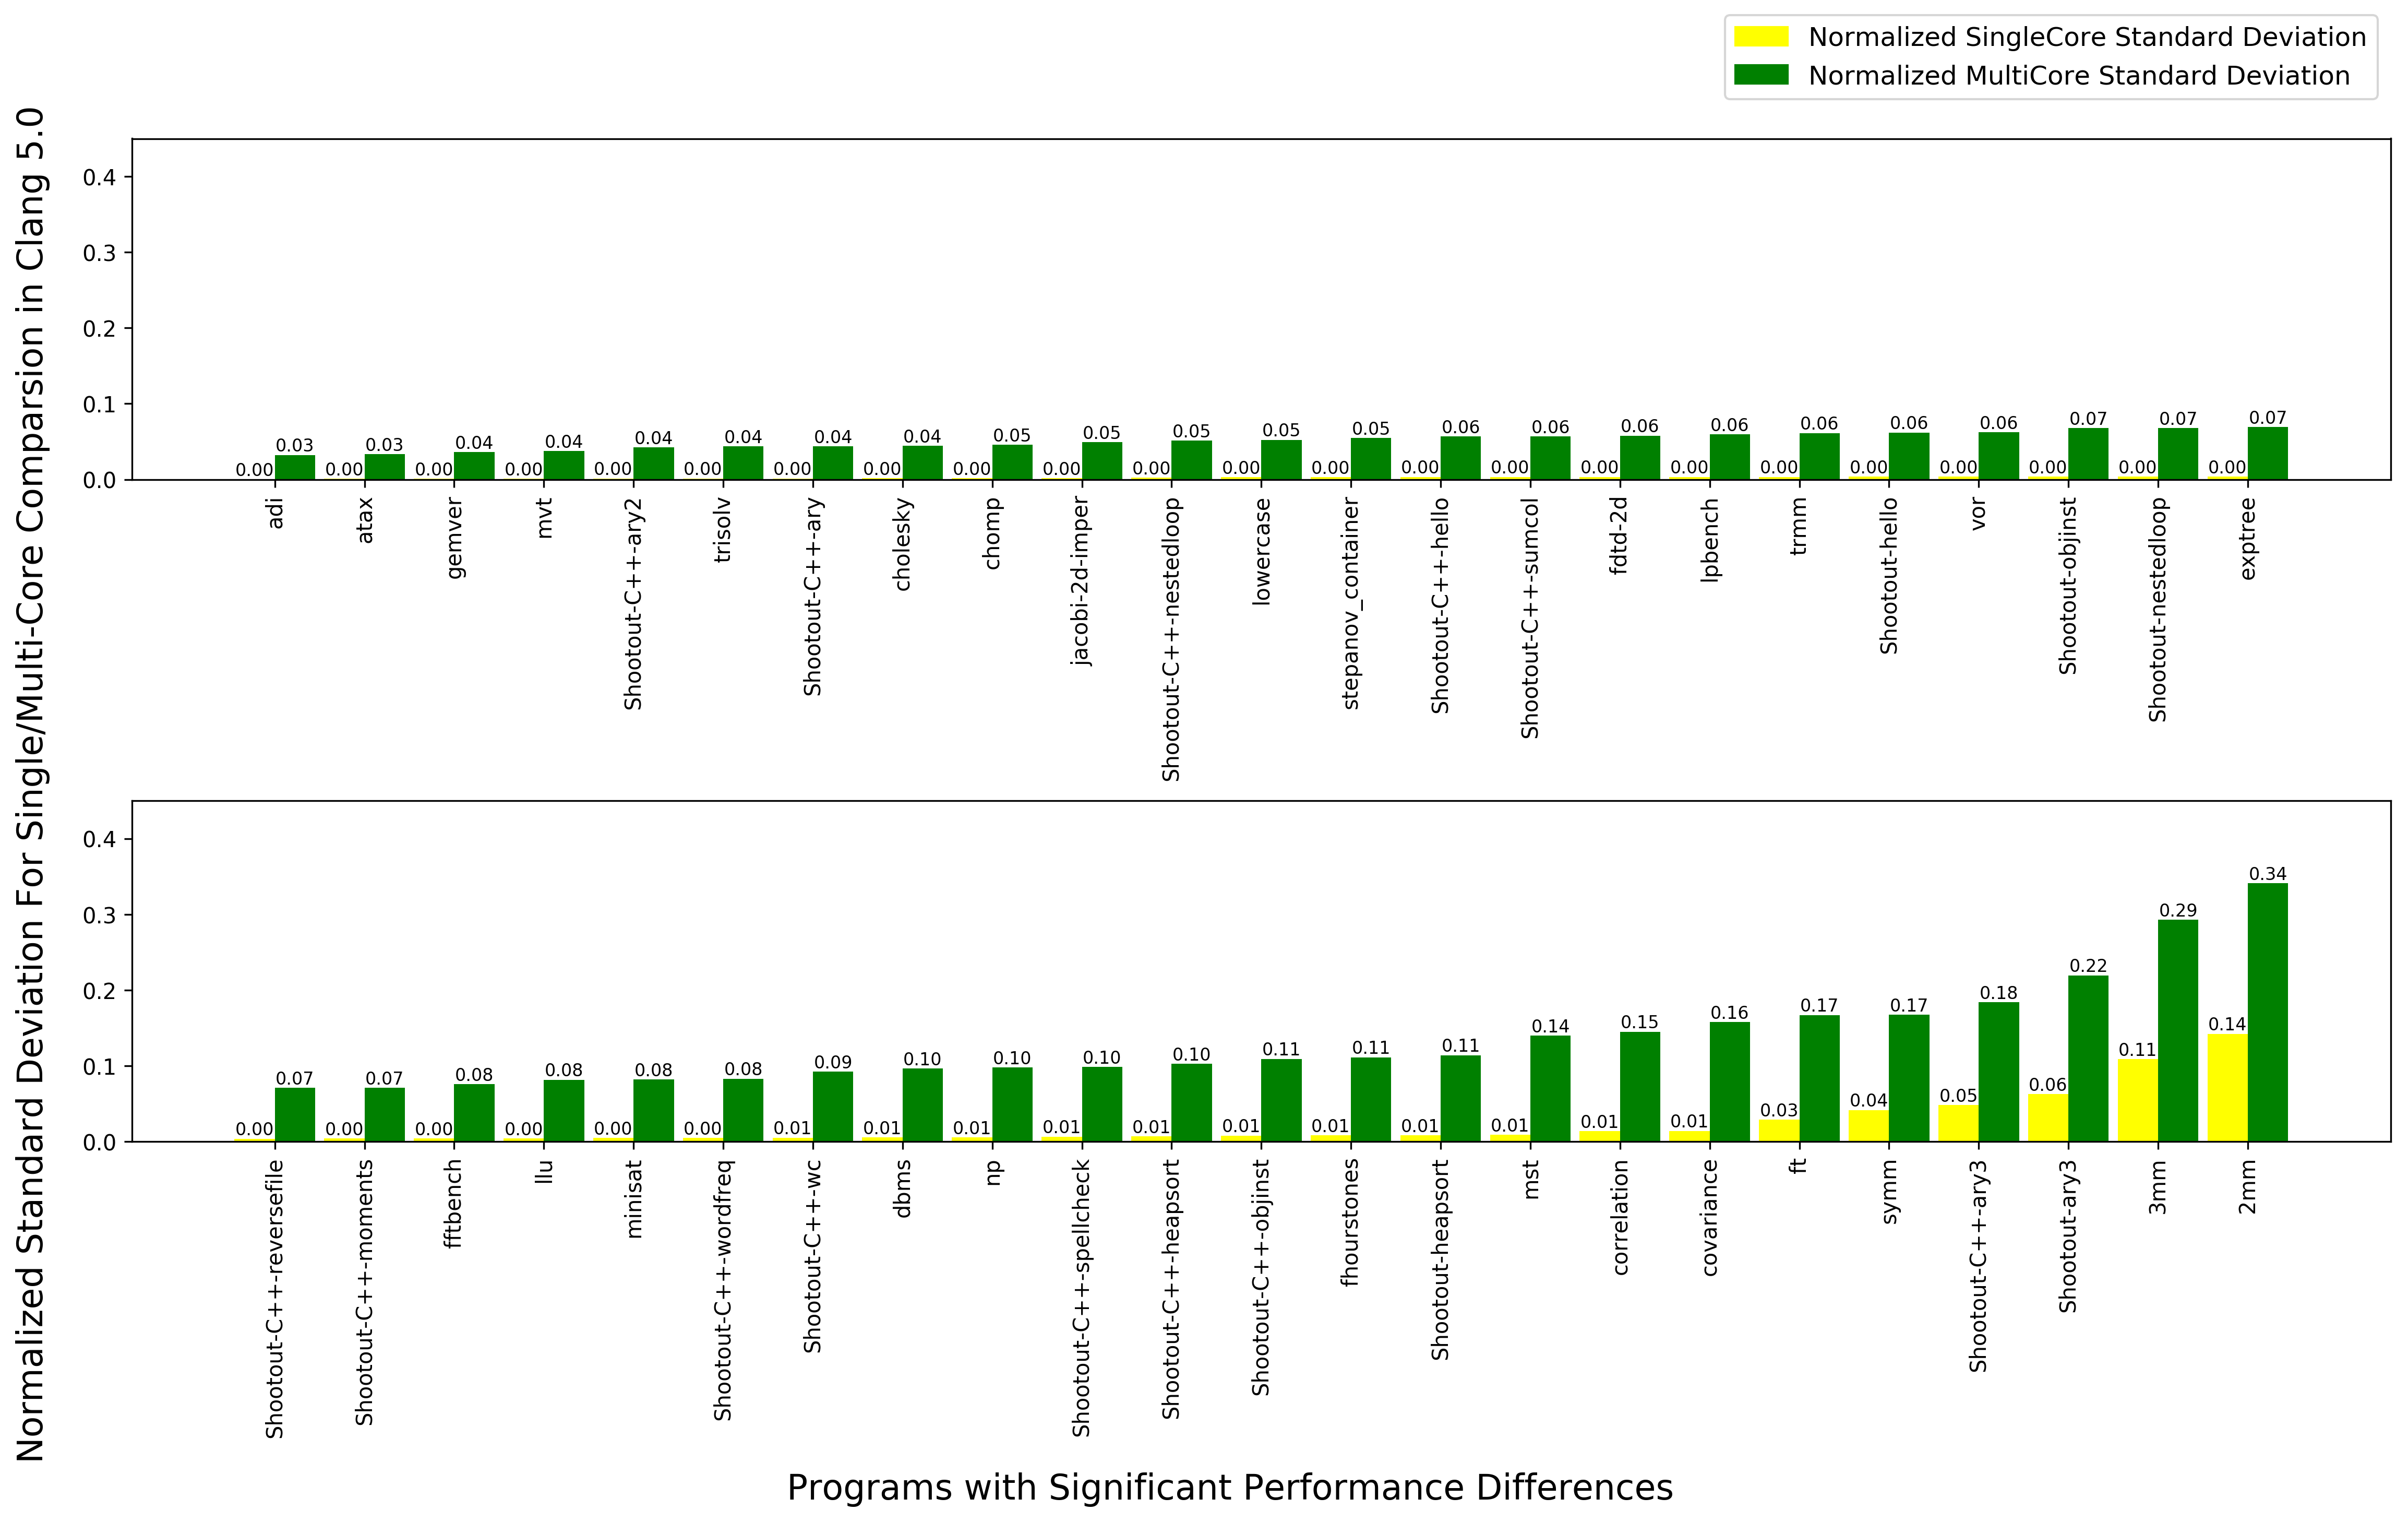 Normalized SingleCore Standard Deviation
Normalized MultiCore Standard Deviation
Normalized Standard Deviation For Single/Multi-Core Comparsion in Clang 5.0
0.4
0.3
0.2
0.1
0.0
0.00 0.03 0.00 0.03 0.00 0.04 0.00 0.04 0.00 0.04 0.00 0.04 0.00 0.04 0.00 0.04 0.00 0.05 0.00 0.05 0.00 0.05 0.00 0.05 0.00 0.05 0.00 0.06 0.00 0.06 0.00 0.06 0.00 0.06 0.00 0.06 0.00 0.06 0.00 0.06 0.00 0.07 0.00 0.07 0.00 0.07
adi
atax
gemver
mvt
Shootout-C++-ary2
trisolv
Shootout-C++-ary
cholesky
chomp
jacobi-2d-imper
Shootout-C++-nestedloop
lowercase
stepanov_container
Shootout-C++-hello
Shootout-C++-sumcol
fdtd-2d
lpbench
trmm
Shootout-hello
vor
Shootout-objinst
Shootout-nestedloop
exptree
0.4
0.3
0.2
0.1
0.0
0.00 0.07 0.00 0.07 0.00 0.08 0.00 0.08 0.00 0.08 0.00 0.08 0.01 0.09 0.01 0.10 0.01 0.10 0.01 0.10 0.01 0.10 0.01 0.11 0.01 0.11 0.01 0.11 0.01 0.14 0.01 0.15 0.01 0.16 0.03 0.17 0.04 0.17 0.05 0.18 0.06 0.22 0.11 0.29 0.14 0.34
Shootout-C++-reversefile
Shootout-C++-moments
fftbench
llu
minisat
Shootout-C++-wordfreq
Shootout-C++-wc
dbms
np
Shootout-C++-spellcheck
Shootout-C++-heapsort
Shootout-C++-objinst
fhourstones
Shootout-heapsort
mst
correlation
covariance
ft
symm
Shootout-C++-ary3
Shootout-ary3
3mm
2mm
Programs with Significant Performance Differences